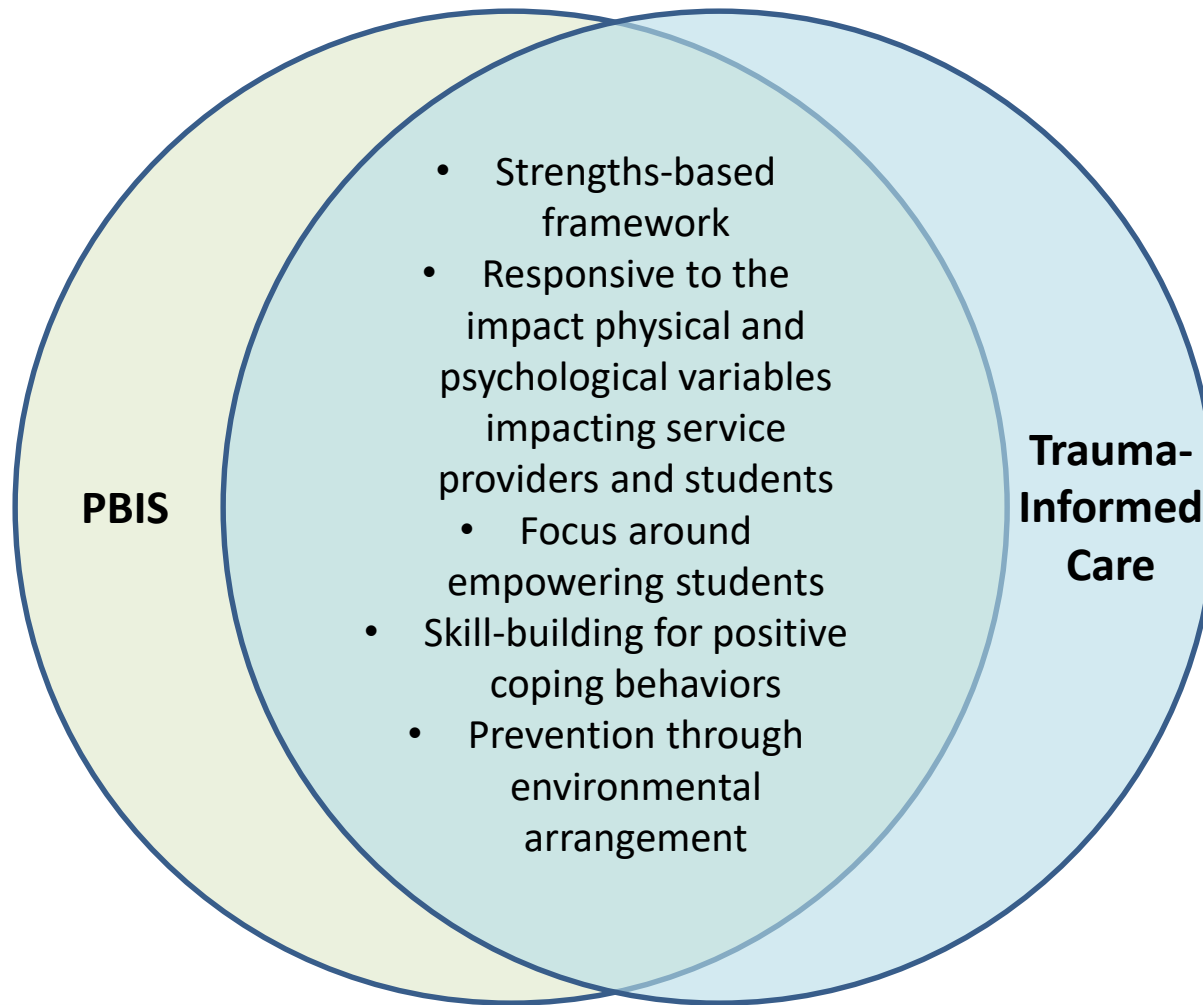 PBIS
• Strengths-based
framework
• Responsive to the
impact physical and
psychological variables
impacting service
providers and students
• Focus around
empowering students
• Skill-building for positive
coping behaviors
• Prevention through
environmental
arrangement
Trauma-
Informed
Care